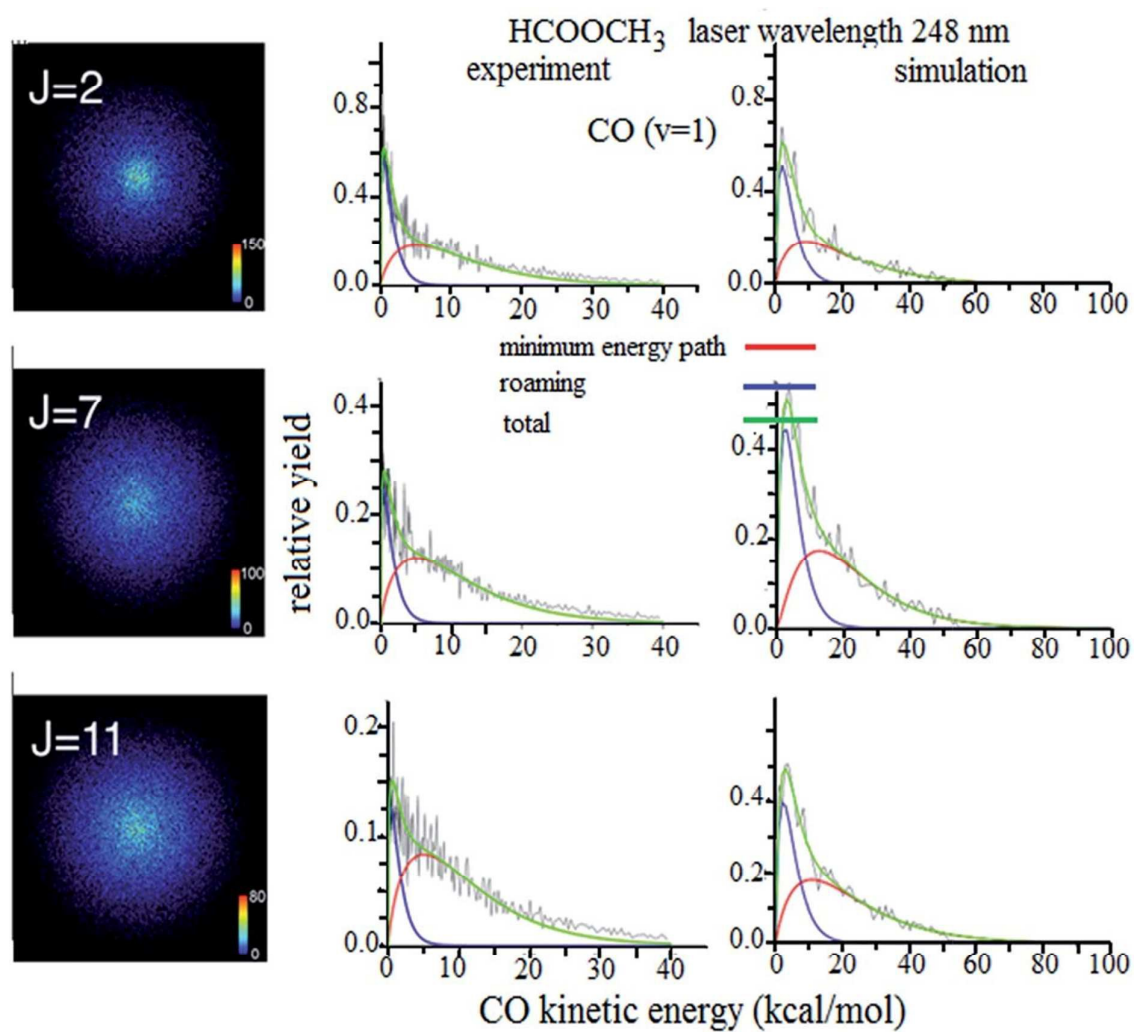 HCOOCH3 laser wavelength 248 nm
experiment
simulation
CO (v=1)
J=2
150
0
0.8
0.4
0.0
0 10 20 30 40
0.8
0.4
0.0
0 20 40 60 80 100
minimum energy path
roaming
total
J=7
100
0
relative yield
0.4
0.2
0.0
0 10 20 30 40
0.4
0.2
0.0
0 20 40 60 80 100
J=11
80
0
0.2
0.1
0.0
0 10 20 30 40
0.4
0.2
0.0
0 20 40 60 80 100
CO kinetic energy (kcal/mol)